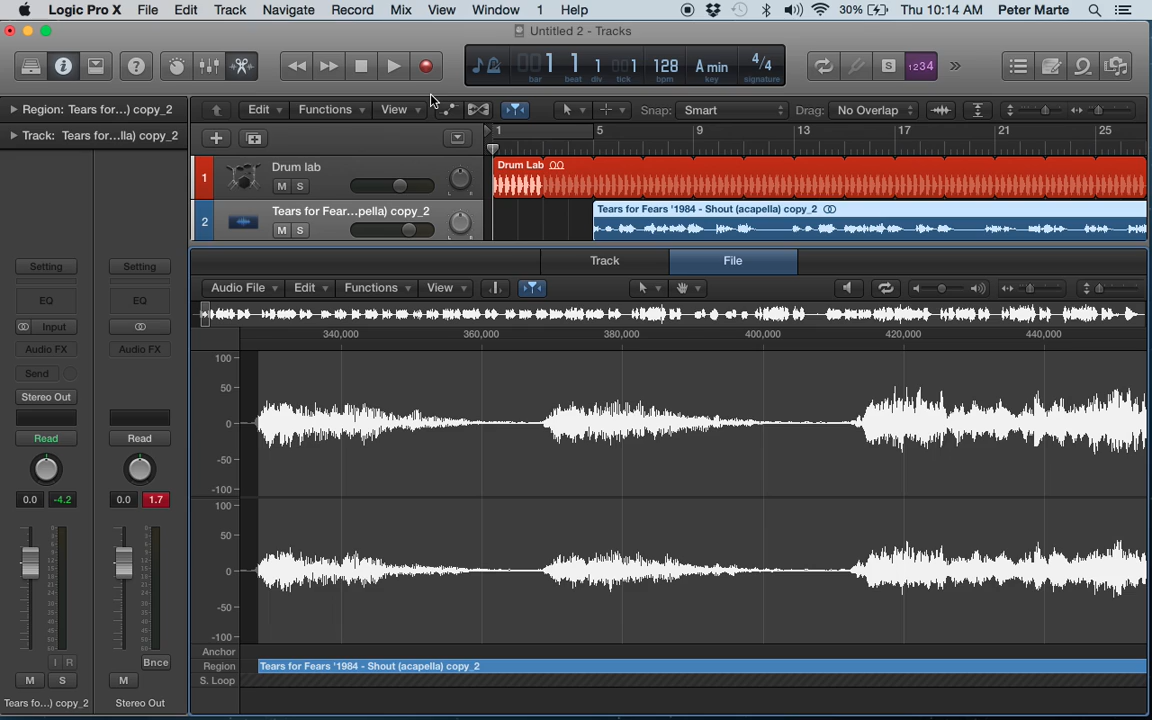 Logic Pro X File Edit Track Navigate Record Mix View Window 1 Help 30% Thu 10:14 AM Peter Marte
Untitled 2 - Tracks
001 1 1 001 128 A min 4/4
bar beat div tick bpm key signature
S 1234
Region: Tears for...) copy_2
Edit Functions View Snap: Smart Drag: No Overlap
Track: Tears for...lla) copy_2
1 5 9 13 17 21 25
1 Drum lab
M S
L R
Drum Lab
2 Tears for Fear...pella) copy_2
M S
L R
Tears for Fears '1984 - Shout (acapella) copy_2
Track File
Audio File Edit Functions View
340,000 360,000 380,000 400,000 420,000 440,000
100
50
0
-50
-100
100
50
0
-50
-100
Anchor
Region Tears for Fears '1984 - Shout (acapella) copy_2
S. Loop
Setting Setting
EQ EQ
Input
Audio FX Audio FX
Send
Stereo Out
Read Read
0.0 -4.2 0.0 1.7
I R Bnce
M S M
Tears fo...) copy_2 Stereo Out